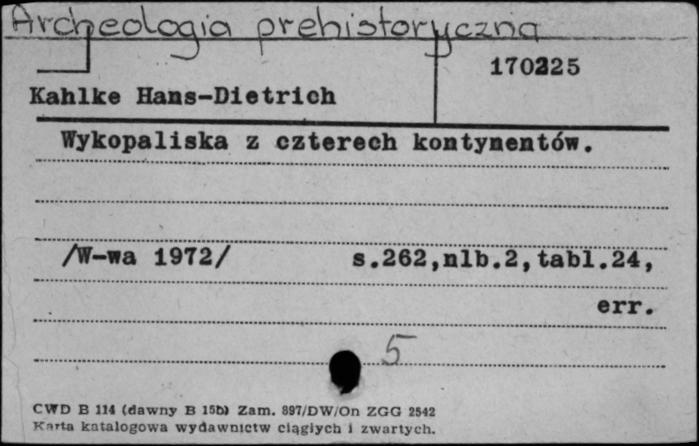 Archeologia prehistoryczna
170225
Kahlke Hans-Dietrich
Wykopaliska z czterech kontynentów.
/W-wa 1972/ s.262,nlb.2,tabl.24,
err.
5
CWD B 114 (dawny B 15b) Zam. 897/DW/On ZGG 2542
Karta katalogowa wydawnictw ciągłych i zwartych.